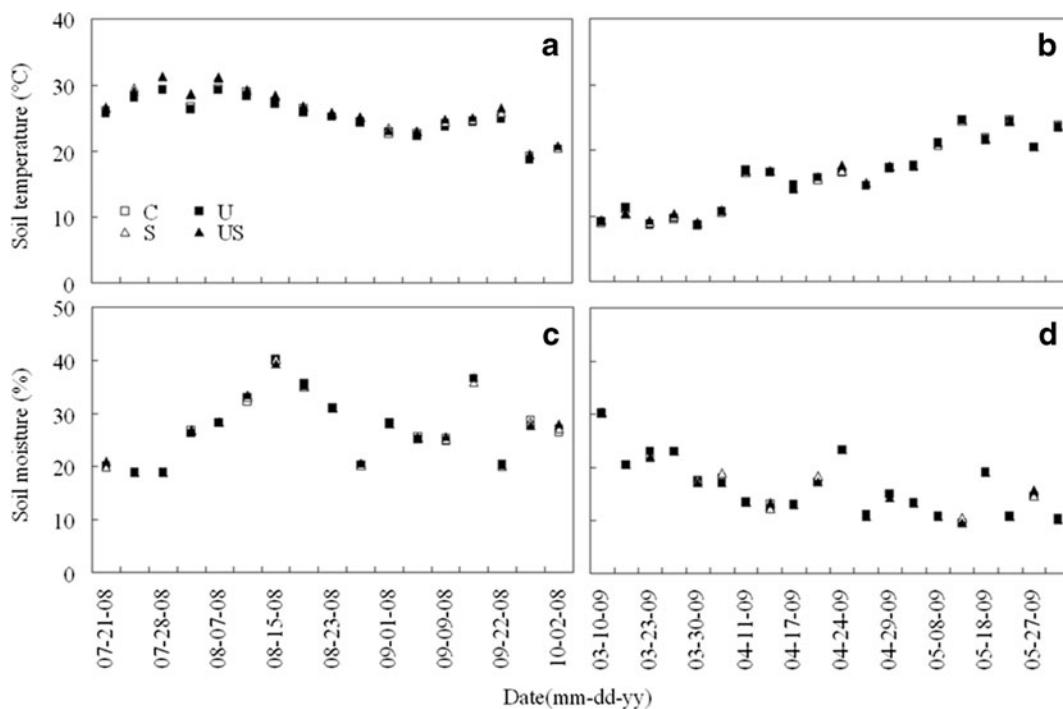 a
b
Soil temperature (°C)
40
30
20
10
0
C
U
S
US
c
d
Soil moisture (%)
50
40
30
20
10
0
07-21-08
07-28-08
08-07-08
08-15-08
08-23-08
09-01-08
09-09-08
09-22-08
10-02-08
03-10-09
03-23-09
03-30-09
04-11-09
04-17-09
04-24-09
04-29-09
05-08-09
05-18-09
05-27-09
Date(mm-dd-yy)